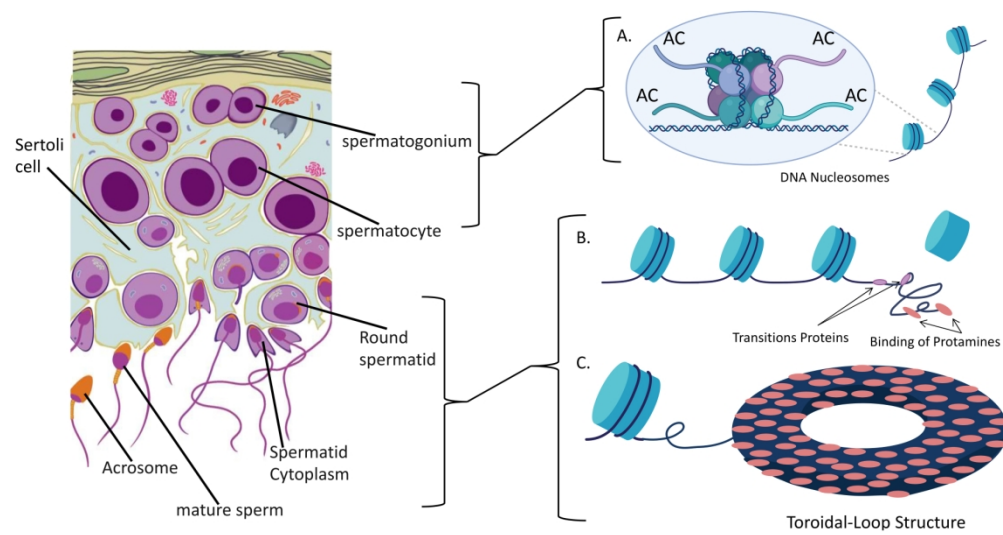 A.
AC
AC
AC
AC
DNA Nucleosomes
spermatogonium
Sertoli
cell
spermatocyte
B.
Transitions Proteins
Binding of Protamines
Round
spermatid
C.
Acrosome
Spermatid
Cytoplasm
mature sperm
Toroidal-Loop Structure